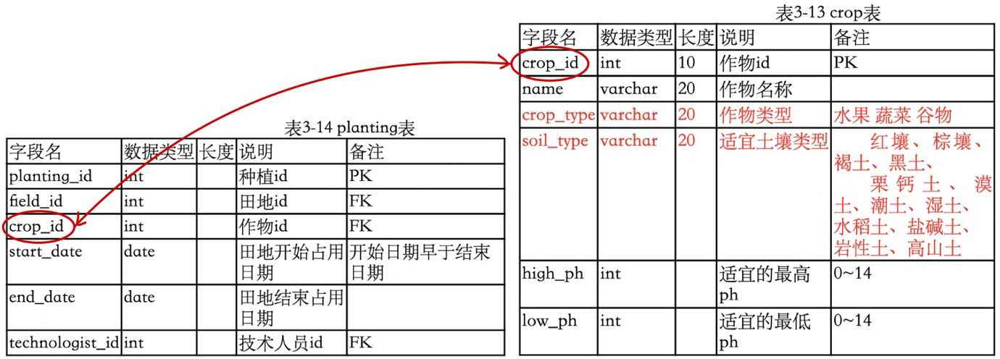 表3-14 planting表
字段名 数据类型 长度 说明 备注
planting_id int 种植id PK
field_id int 田地id FK
crop_id int 作物id FK
start_date date 田地开始占用 开始日期早于结束
日期 日期
end_date date 田地结束占用
日期
technologist_id int 技术人员id FK
表3-13 crop表
字段名 数据类型 长度 说明 备注
crop_id int 10 作物id PK
name varchar 20 作物名称
crop_type varchar 20 作物类型 水果 蔬菜 谷物
soil_type varchar 20 适宜土壤类型 红壤、棕壤、
褐土、黑土、
栗钙土、漠
土、潮土、湿土、
水稻土、盐碱土、
岩性土、高山土
high_ph int 适宜的最高 0~14
ph
low_ph int 适宜的最低 0~14
ph